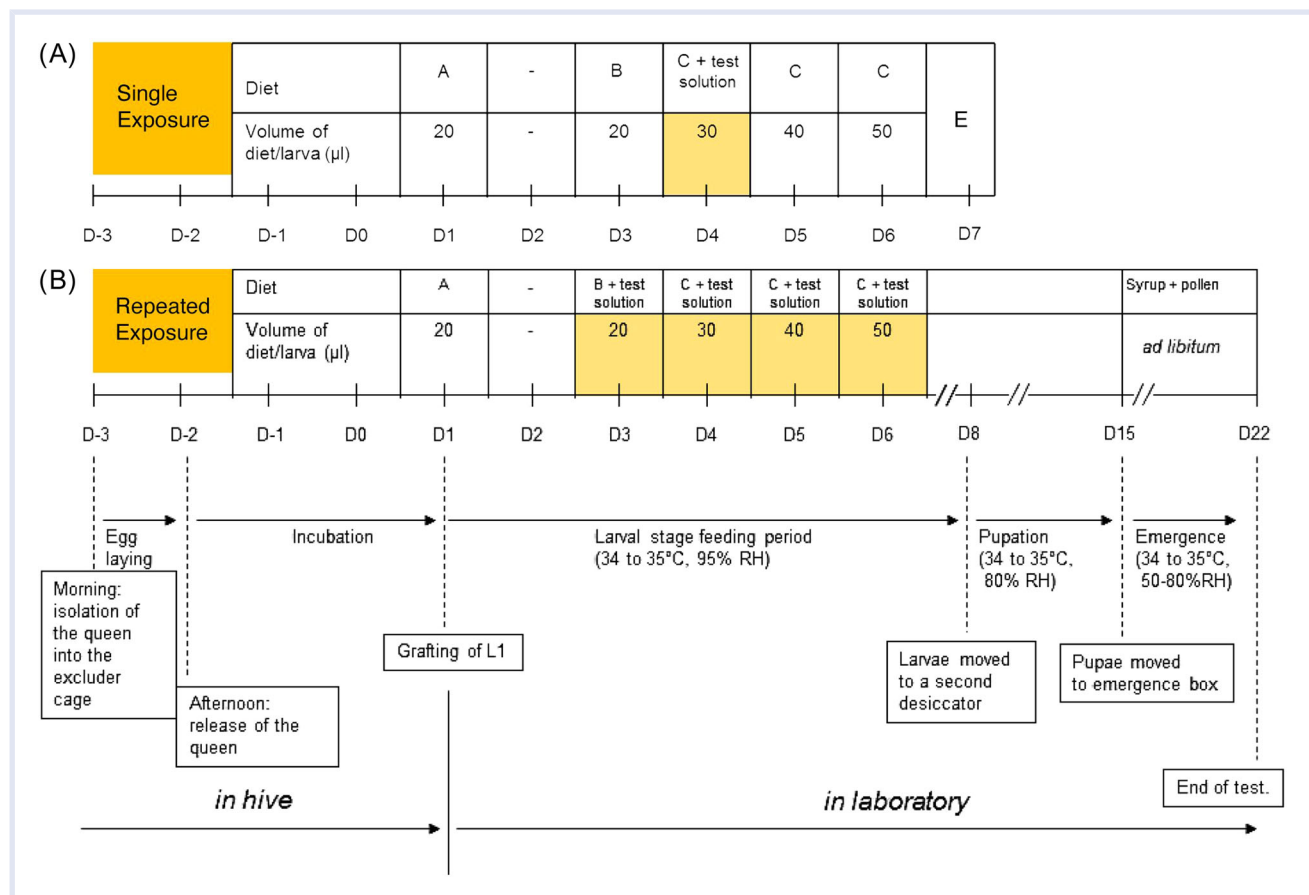 (A)
Single
Exposure
Diet
A
-
B
C + test
solution
C
C
E
Volume of
diet/larva (µl)
20
-
20
30
40
50
D-3
D-2
D-1
D0
D1
D2
D3
D4
D5
D6
D7
(B)
Repeated
Exposure
Diet
A
-
B + test
solution
C + test
solution
C + test
solution
C + test
solution
Syrup + pollen
Volume of
diet/larva (µl)
20
-
20
30
40
50
ad libitum
D-3
D-2
D-1
D0
D1
D2
D3
D4
D5
D6
D8
D15
D22
Egg
laying
Incubation
Larval stage feeding period
(34 to 35°C, 95% RH)
Pupation
(34 to 35°C,
80% RH)
Emergence
(34 to 35°C,
50-80%RH)
Morning:
isolation of
the queen
into the
excluder
cage
Afternoon:
release of the
queen
Grafting of L1
Larvae moved
to a second
desiccator
Pupae moved
to emergence box
End of test.
in hive
in laboratory